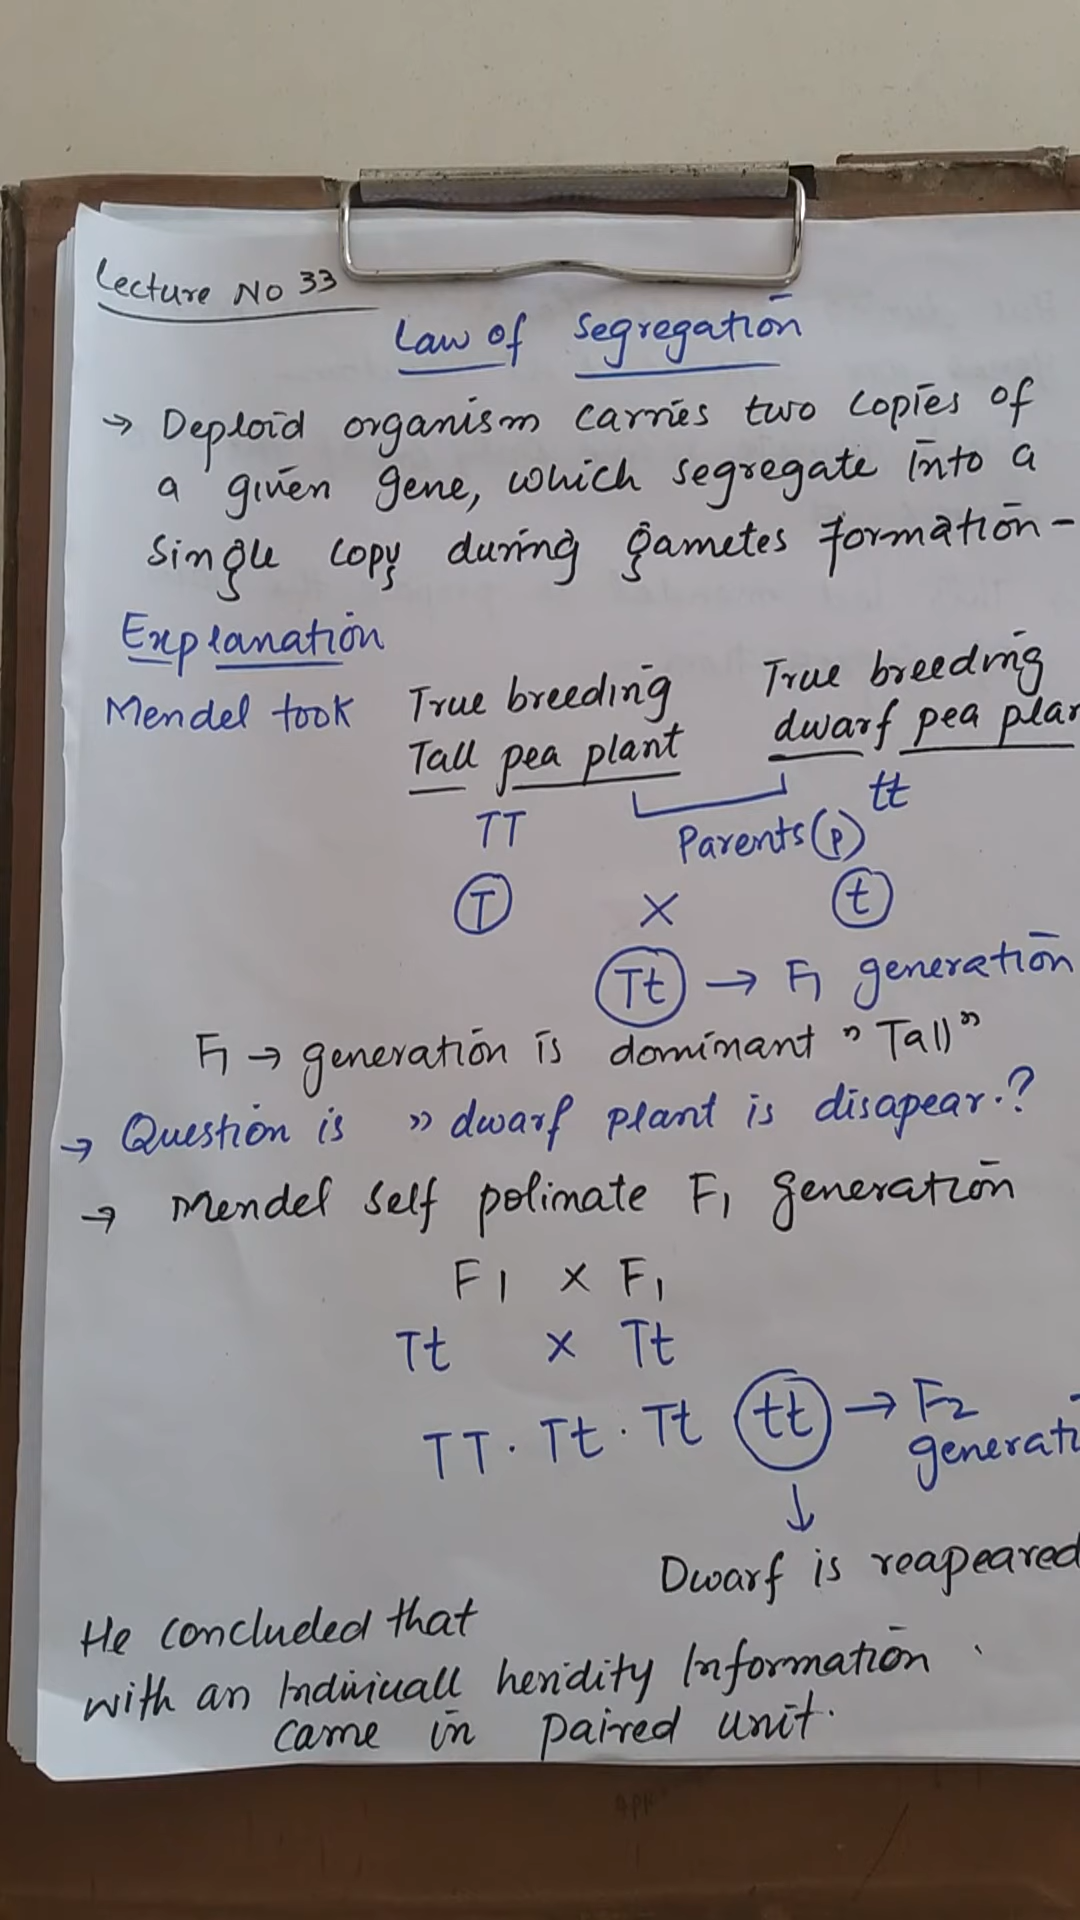 Lecture No 33
Law of segregation
→ Deploid organism carries two copies of
a given gene, which segregate into a
single copy during gametes formation-
Explanation
Mendel took True breeding Tall pea plant True breeding dwarf pea plan
TT tt
Parents (P)
T × t
Tt → F1 generation
F1 → generation is dominant " Tall"
→ Question is " dwarf plant is disapear.?
→ Mendel self polinate F1 generation
F1 × F1
Tt × Tt
TT . Tt . Tt tt → F2 generati
↓
Dwarf is reapeared
He concluded that
with an Indiviuall heridity Information
came in paired unit.